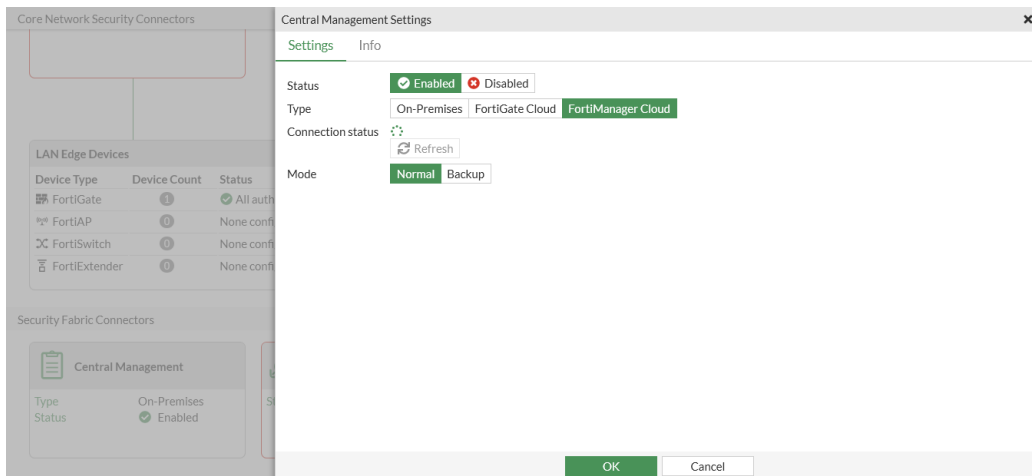 Core Network Security Connectors
Central Management Settings
Settings Info
Status Enabled Disabled
Type On-Premises FortiGate Cloud FortiManager Cloud
Connection status
Refresh
Mode Normal Backup
LAN Edge Devices
Device Type Device Count Status
FortiGate 1 All auth
FortiAP 0 None confi
FortiSwitch 0 None confi
FortiExtender 0 None confi
Security Fabric Connectors
Central Management
Type On-Premises
Status Enabled
OK Cancel